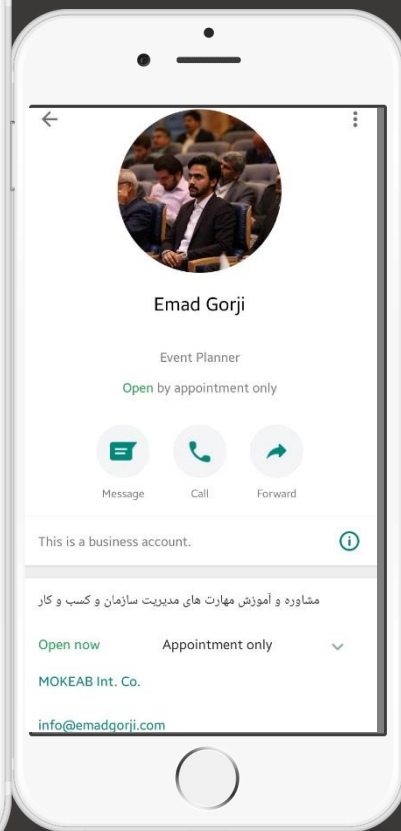 Emad Gorji
Event Planner
Open by appointment only
Message Call Forward
This is a business account.
مشاوره و آموزش مهارت های مدیریت سازمان و کسب و کار
Open now Appointment only
MOKEAB Int. Co.
info@emadgorji.com